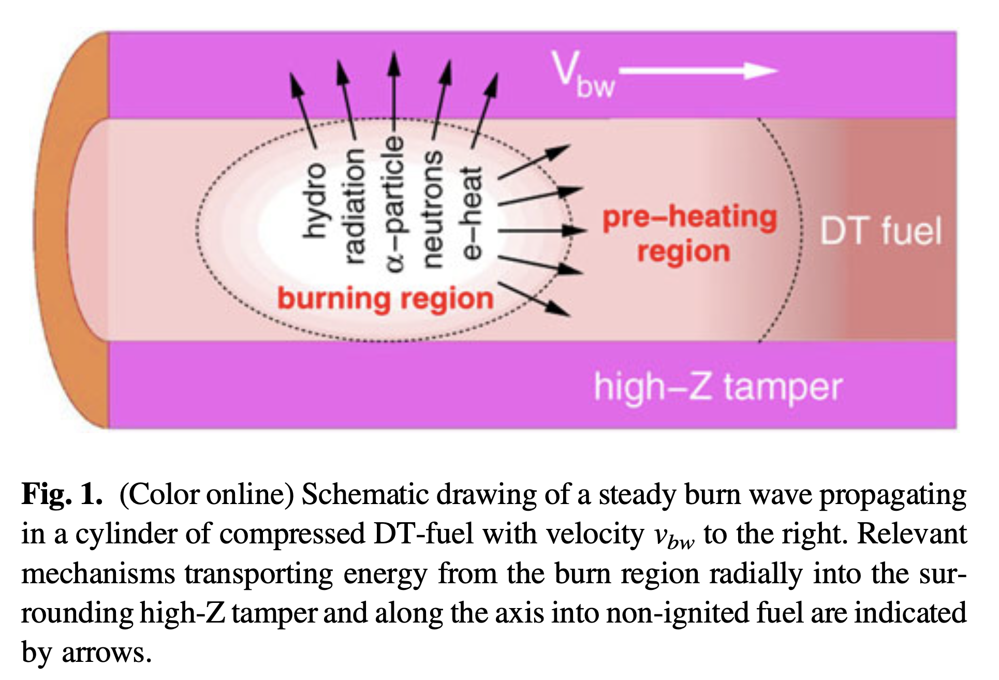 V_bw
hydro
radiation
α–particle
neutrons
e–heat
burning region
pre–heating
region
DT fuel
high–Z tamper
Fig. 1. (Color online) Schematic drawing of a steady burn wave propagating
in a cylinder of compressed DT-fuel with velocity v_bw to the right. Relevant
mechanisms transporting energy from the burn region radially into the sur-
rounding high-Z tamper and along the axis into non-ignited fuel are indicated
by arrows.